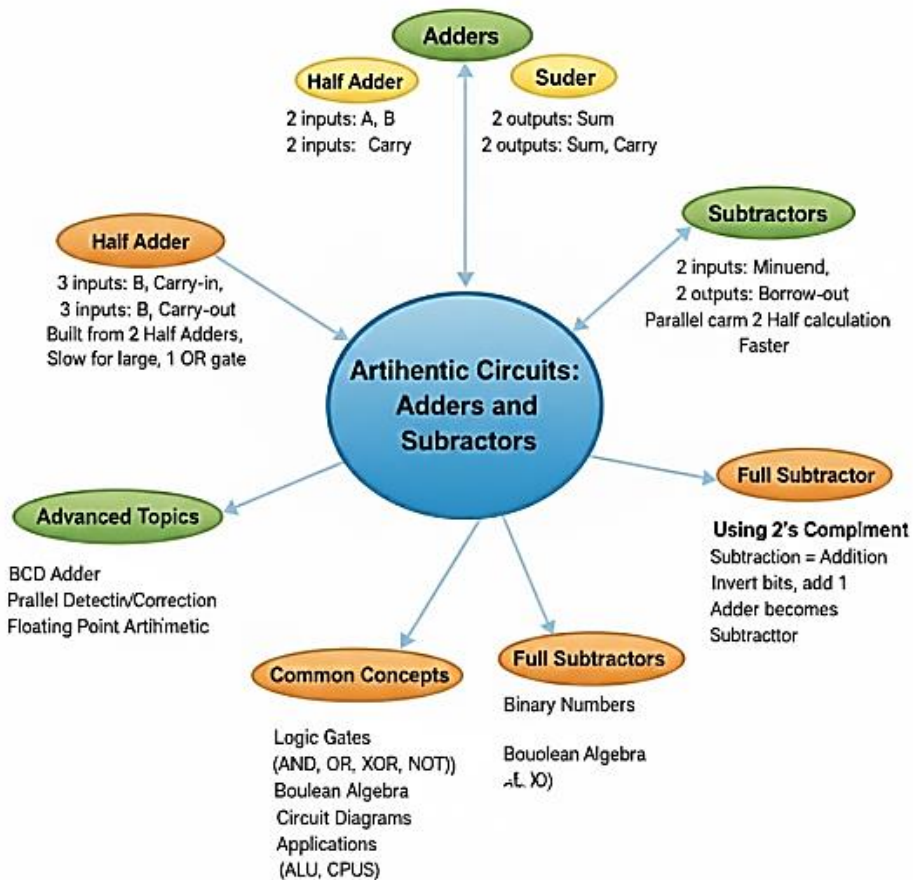 Adders
Half Adder
2 inputs: A, B
2 inputs: Carry
Suder
2 outputs: Sum
2 outputs: Sum, Carry
Half Adder
3 inputs: B, Carry-in,
3 inputs: B, Carry-out
Built from 2 Half Adders,
Slow for large, 1 OR gate
Subtractors
2 inputs: Minuend,
2 outputs: Borrow-out
Parallel carm 2 Half calculation
Faster
Artihentic Circuits:
Adders and
Subractors
Full Subtractor
Using 2's Complment
Subtraction = Addition
Invert bits, add 1
Adder becomes
Subtracttor
Advanced Topics
BCD Adder
Prallel Detectin/Correction
Floating Point Artihimetic
Common Concepts
Logic Gates
(AND, OR, XOR, NOT))
Boulean Algebra
Circuit Diagrams
Applications
(ALU, CPUS)
Full Subtractors
Binary Numbers
Bouolean Algebra